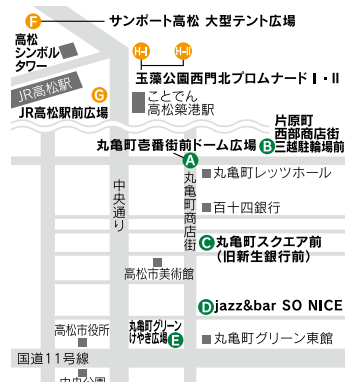 F サンポート高松 大型テント広場
高松
シンボル
タワー
H-I H-II
玉藻公園西門北プロムナードⅠ・Ⅱ
JR高松駅
G
JR高松駅前広場
ことでん
高松築港駅
片原町
西部商店街
三越駐輪場前
B
丸亀町壱番街前ドーム広場
A
中央通り
丸亀町商店街
丸亀町レッツホール
百十四銀行
C 丸亀町スクエア前
(旧新生銀行前)
高松市美術館
D jazz&bar SO NICE
高松市役所
丸亀町グリーン
けやき広場 E
丸亀町グリーン東館
国道11号線
中央公園